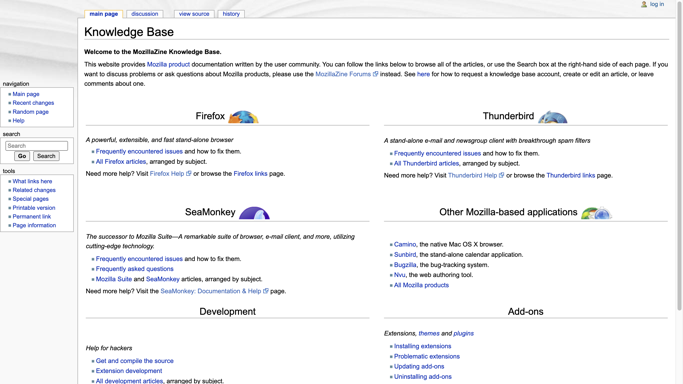 log in
main page
discussion
view source
history
Knowledge Base
Welcome to the MozillaZine Knowledge Base.
This website provides Mozilla product documentation written by the user community. You can follow the links below to browse all of the articles, or use the Search box at the right-hand side of each page. If
you want to discuss problems or ask questions about Mozilla products, please use the MozillaZine Forums instead. See here for how to request a knowledge base account, create or edit an article, or leave
comments about one.
navigation
Main page
Recent changes
Random page
Help
search
Search
Go Search
tools
What links here
Related changes
Special pages
Printable version
Permanent link
Page information
Firefox
A powerful, extensible, and fast stand-alone browser
Frequently encountered issues and how to fix them.
All Firefox articles, arranged by subject.
Need more help? Visit Firefox Help or browse the Firefox links page.
Thunderbird
A stand-alone e-mail and newsgroup client with breakthrough spam filters
Frequently encountered issues and how to fix them.
All Thunderbird articles, arranged by subject.
Need more help? Visit Thunderbird Help or browse the Thunderbird links page.
SeaMonkey
The successor to Mozilla Suite—A remarkable suite of browser, e-mail client, and more, utilizing
cutting-edge technology.
Frequently encountered issues and how to fix them.
Frequently asked questions
Mozilla Suite and SeaMonkey articles, arranged by subject.
Need more help? Visit the SeaMonkey: Documentation & Help page.
Other Mozilla-based applications
Camino, the native Mac OS X browser.
Sunbird, the stand-alone calendar application.
Bugzilla, the bug-tracking system.
Nvu, the web authoring tool.
All Mozilla products
Development
Help for hackers
Get and compile the source
Extension development
All development articles, arranged by subject.
Add-ons
Extensions, themes and plugins
Installing extensions
Problematic extensions
Updating add-ons
Uninstalling add-ons